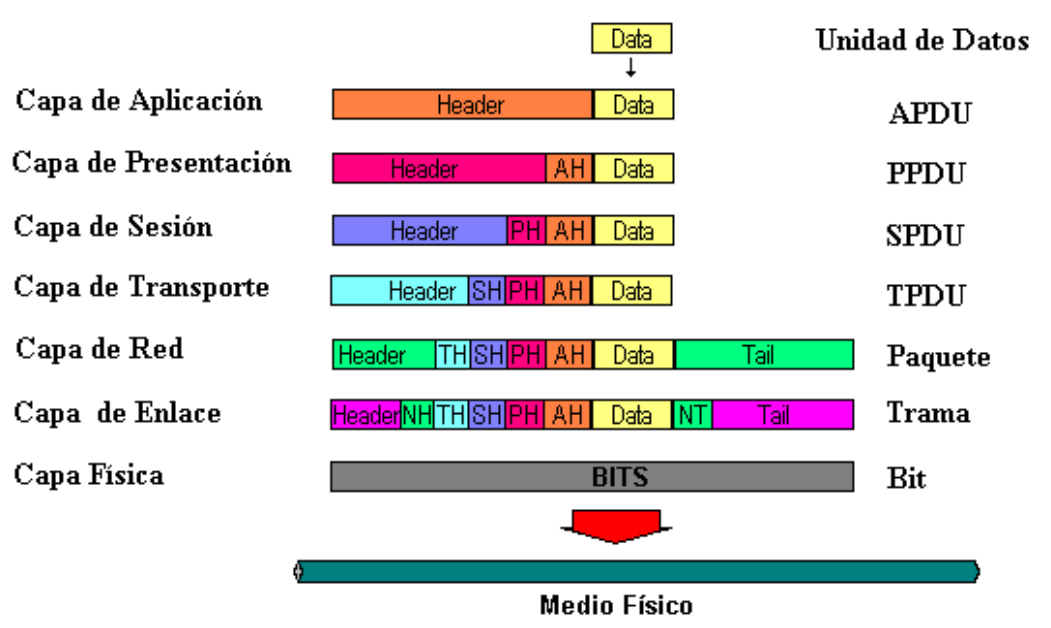 Data Unidad de Datos
Capa de Aplicación Header Data APDU
Capa de Presentación Header AH Data PPDU
Capa de Sesión Header PH AH Data SPDU
Capa de Transporte Header SH PH AH Data TPDU
Capa de Red Header TH SH PH AH Data Tail Paquete
Capa de Enlace Header NH TH SH PH AH Data NT Tail Trama
Capa Física BITS Bit
Medio Físico